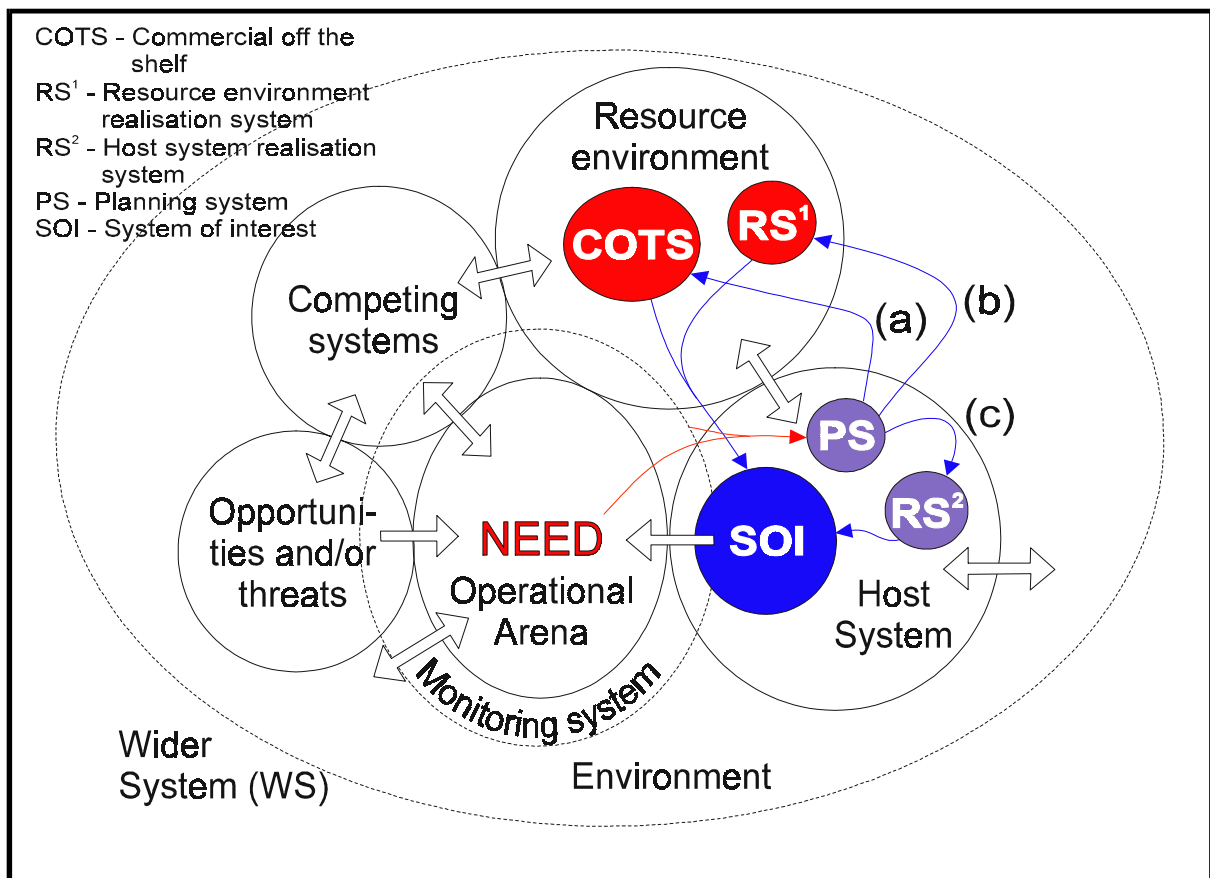 COTS - Commercial off the
shelf
RS¹ - Resource environment
realisation system
RS² - Host system realisation
system
PS - Planning system
SOI - System of interest
Resource
environment
COTS
RS¹
Competing
systems
(a)
(b)
(c)
PS
RS²
Opportuni-
ties and/or
threats
NEED
Operational
Arena
SOI
Host
System
Monitoring system
Wider
System (WS)
Environment